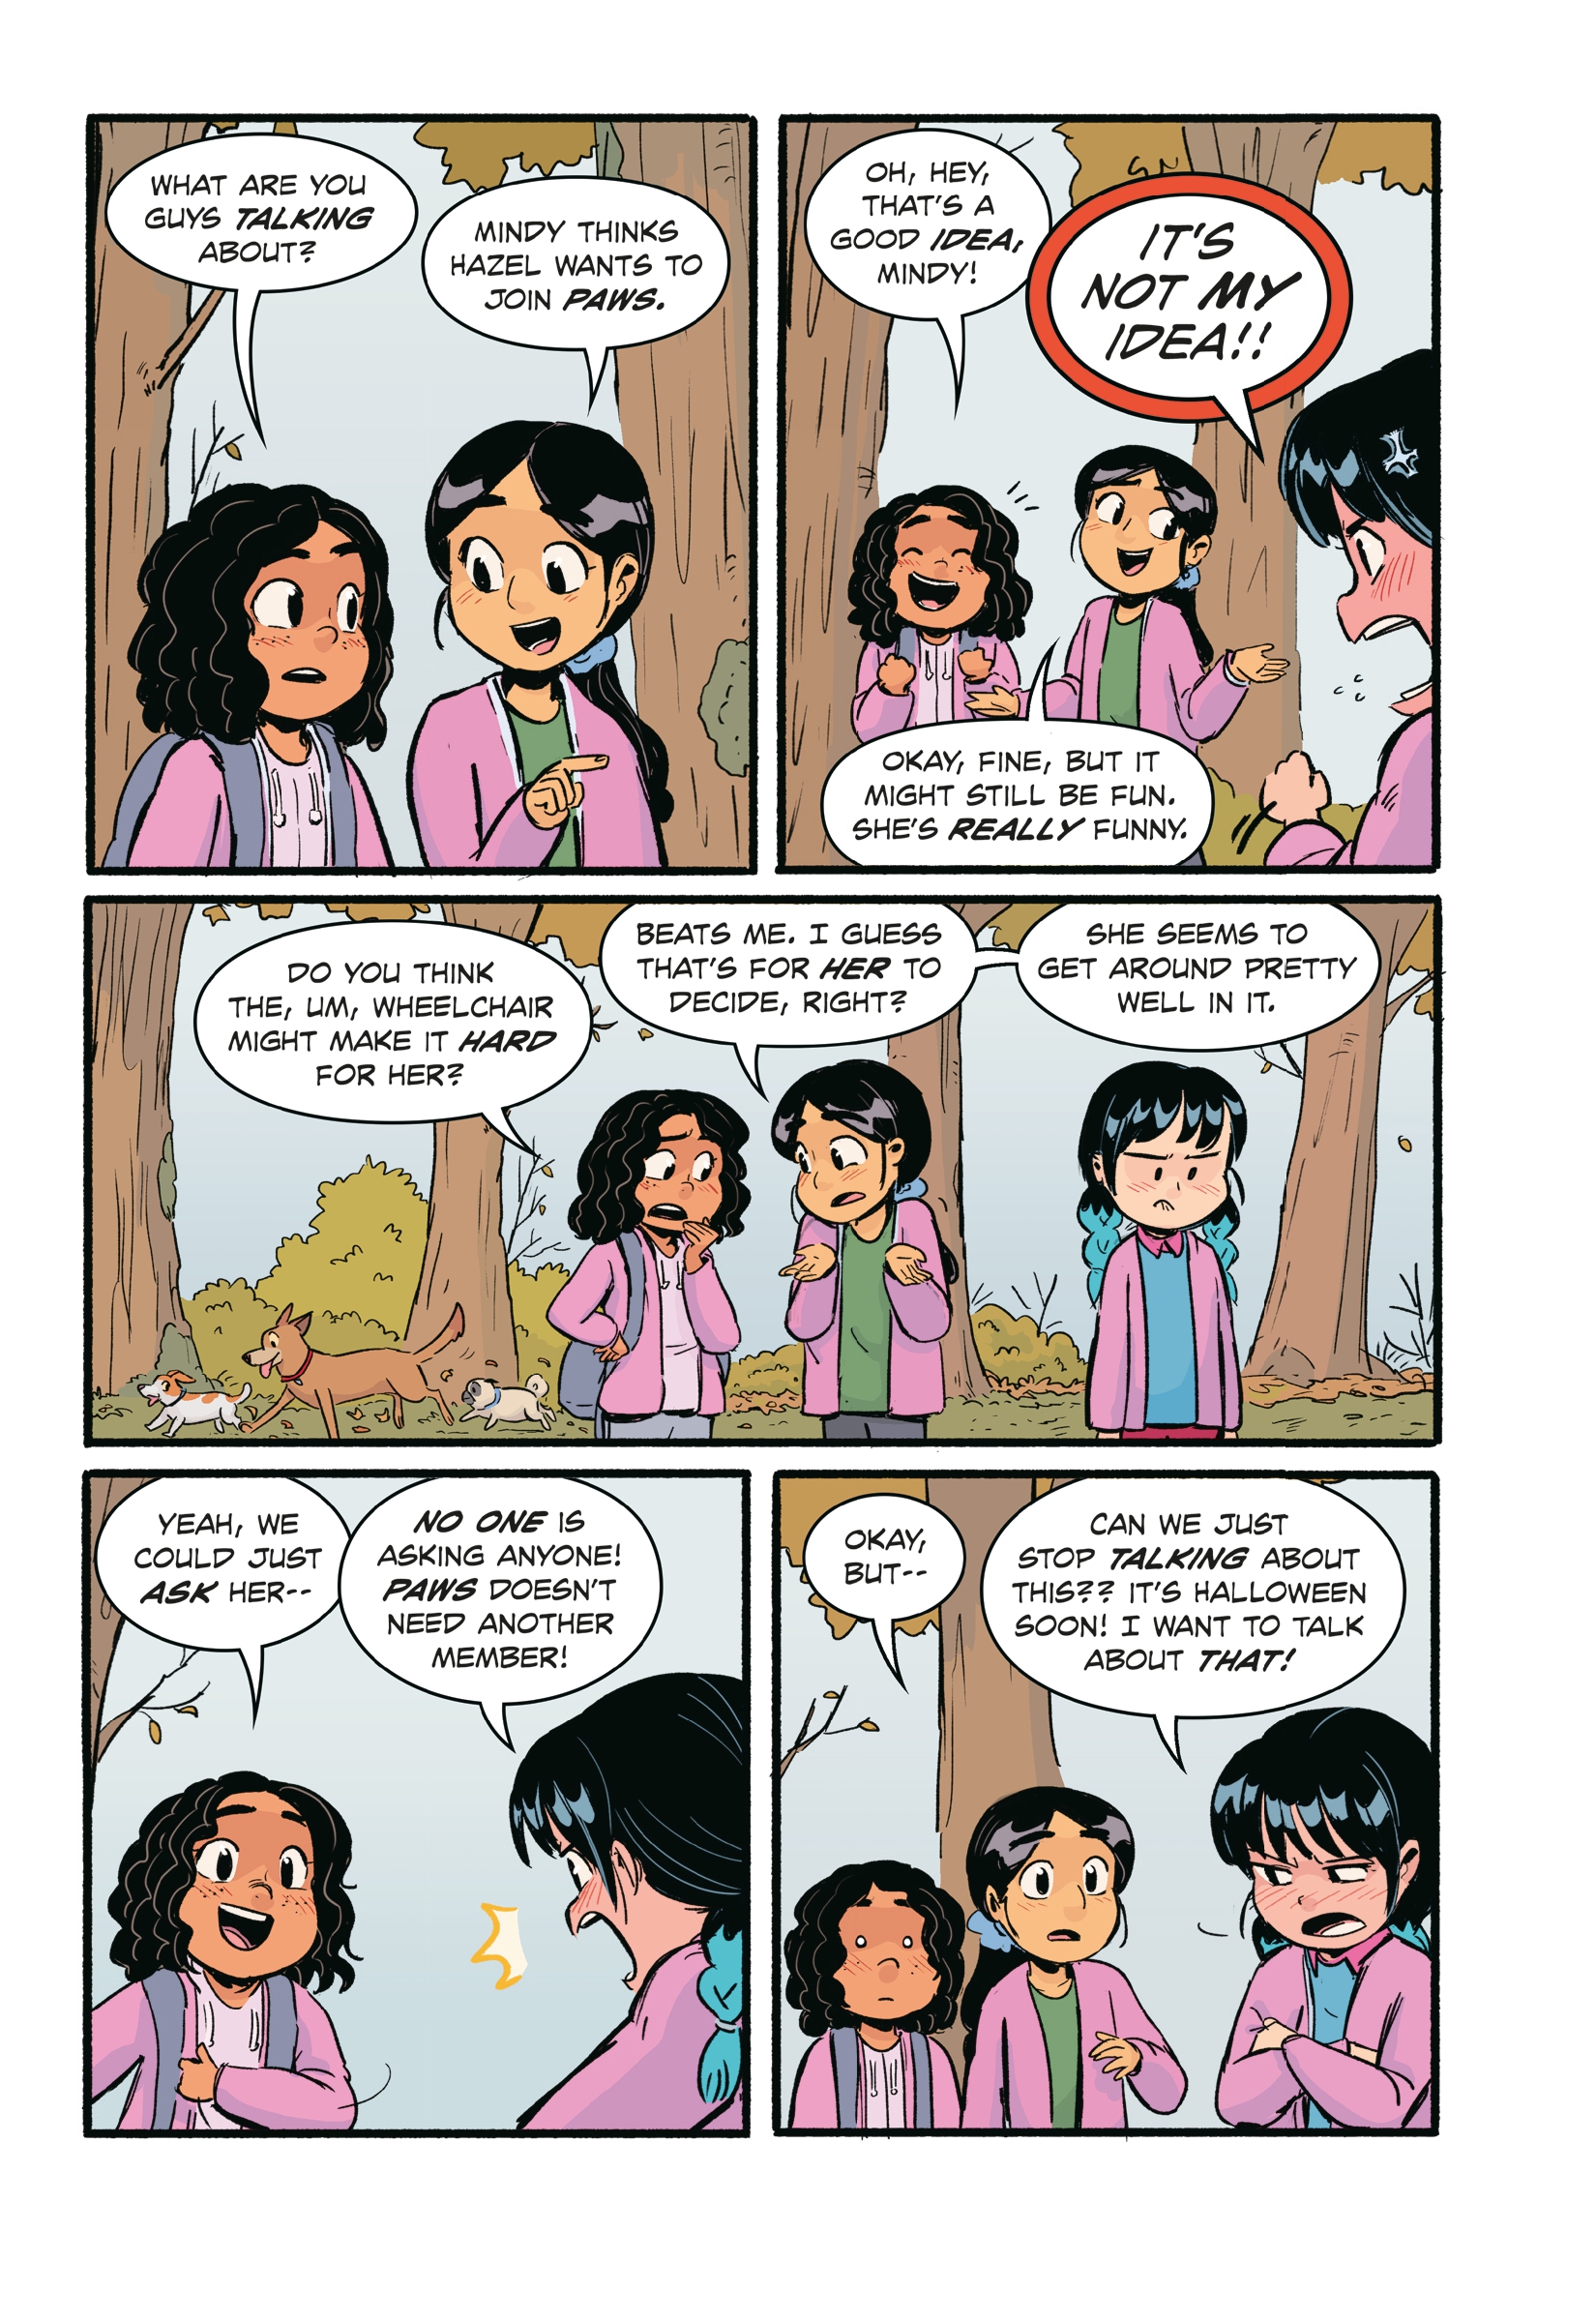 WHAT ARE YOU
GUYS TALKING
ABOUT?
MINDY THINKS
HAZEL WANTS TO
JOIN PAWS.
OH, HEY,
THAT'S A
GOOD IDEA,
MINDY!
IT'S
NOT MY
IDEA!!
OKAY, FINE, BUT IT
MIGHT STILL BE FUN.
SHE'S REALLY FUNNY.
DO YOU THINK
THE, UM, WHEELCHAIR
MIGHT MAKE IT HARD
FOR HER?
BEATS ME. I GUESS
THAT'S FOR HER TO
DECIDE, RIGHT?
SHE SEEMS TO
GET AROUND PRETTY
WELL IN IT.
YEAH, WE
COULD JUST
ASK HER--
NO ONE IS
ASKING ANYONE!
PAWS DOESN'T
NEED ANOTHER
MEMBER!
OKAY,
BUT--
CAN WE JUST
STOP TALKING ABOUT
THIS?? IT'S HALLOWEEN
SOON! I WANT TO TALK
ABOUT THAT!